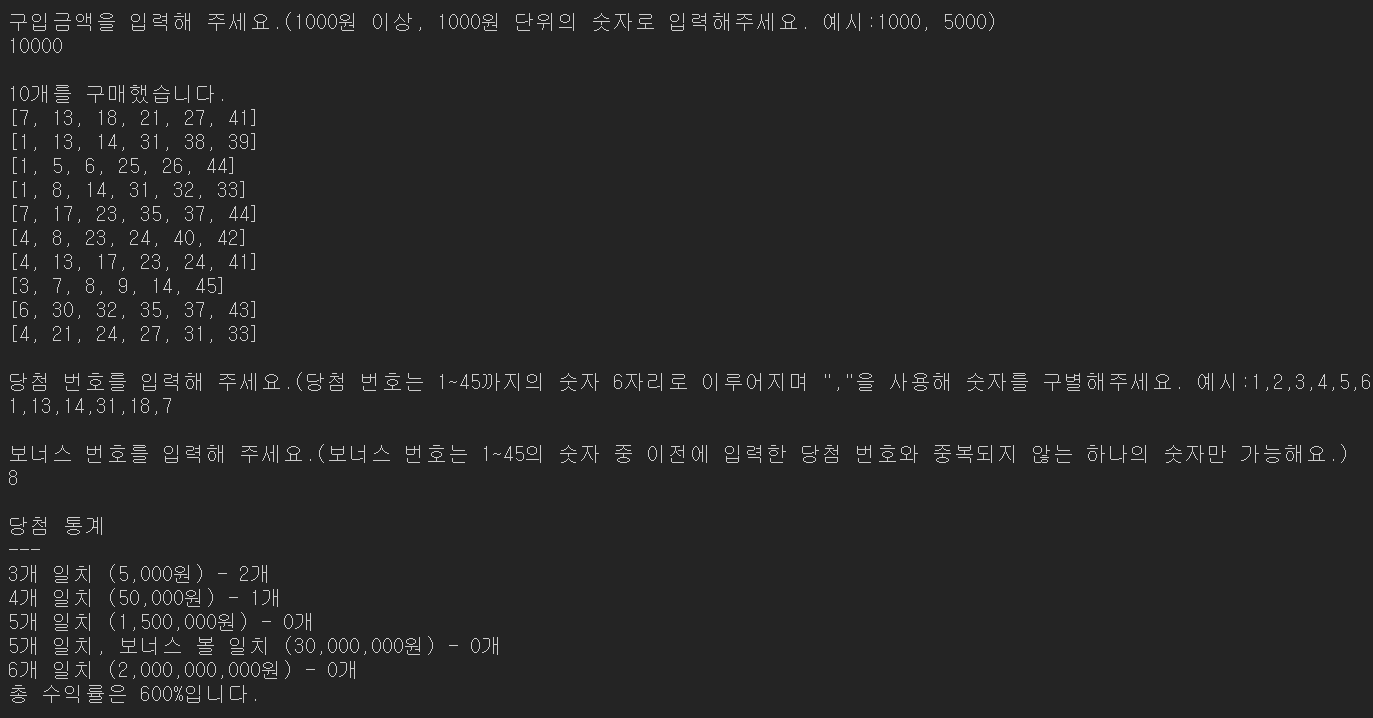 구입금액을 입력해 주세요.(1000원 이상, 1000원 단위의 숫자로 입력해주세요. 예시:1000, 5000)
10000
10개를 구매했습니다.
[7, 13, 18, 21, 27, 41]
[1, 13, 14, 31, 38, 39]
[1, 5, 6, 25, 26, 44]
[1, 8, 14, 31, 32, 33]
[7, 17, 23, 35, 37, 44]
[4, 8, 23, 24, 40, 42]
[4, 13, 17, 23, 24, 41]
[3, 7, 8, 9, 14, 45]
[6, 30, 32, 35, 37, 43]
[4, 21, 24, 27, 31, 33]
당첨 번호를 입력해 주세요.(당첨 번호는 1~45까지의 숫자 6자리로 이루어지며 ","을 사용해 숫자를 구별해주세요. 예시:1,2,3,4,5,6
1,13,14,31,18,7
보너스 번호를 입력해 주세요.(보너스 번호는 1~45의 숫자 중 이전에 입력한 당첨 번호와 중복되지 않는 하나의 숫자만 가능해요.)
8
당첨 통계
---
3개 일치 (5,000원) - 2개
4개 일치 (50,000원) - 1개
5개 일치 (1,500,000원) - 0개
5개 일치, 보너스 볼 일치 (30,000,000원) - 0개
6개 일치 (2,000,000,000원) - 0개
총 수익률은 600%입니다.